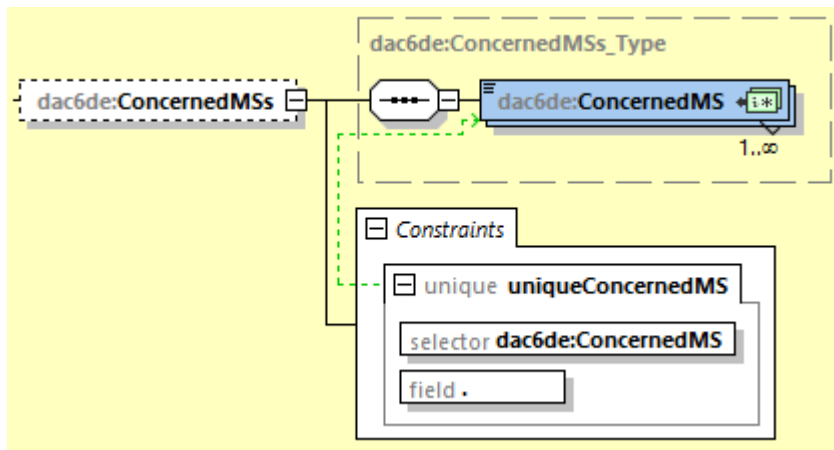 dac6de:ConcernedMSs_Type
dac6de:ConcernedMSs
dac6de:ConcernedMS
1..∞
Constraints
unique uniqueConcernedMS
selector dac6de:ConcernedMS
field .